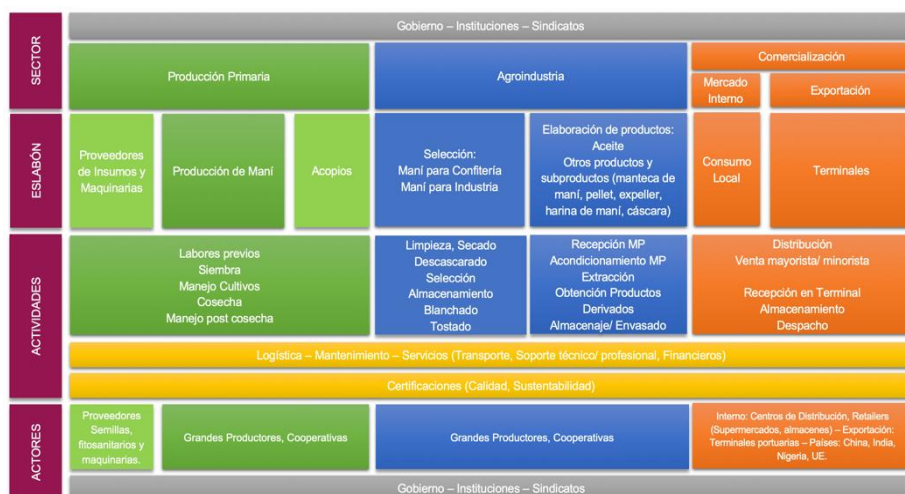 Gobierno – Instituciones – Sindicatos
SECTOR
Producción Primaria
Agroindustria
Comercialización
Mercado
Interno
Exportación
ESLABÓN
Proveedores
de Insumos y
Maquinarias
Producción de Maní
Acopios
Selección:
Maní para Confitería
Maní para Industria
Elaboración de productos:
Aceite
Otros productos y
subproductos (manteca de
maní, pellet, expeller,
harina de maní, cáscara)
Consumo
Local
Terminales
ACTIVIDADES
Labores previos
Siembra
Manejo Cultivos
Cosecha
Manejo post cosecha
Limpieza, Secado
Descascarado
Selección
Almacenamiento
Blanchado
Tostado
Recepción MP
Acondicionamiento MP
Extracción
Obtención Productos
Derivados
Almacenaje/ Envasado
Distribución
Venta mayorista/ minorista
Recepción en Terminal
Almacenamiento
Despacho
Logística – Mantenimiento – Servicios (Transporte, Soporte técnico/ profesional, Financieros)
Certificaciones (Calidad, Sustentabilidad)
ACTORES
Proveedores
Semillas,
fitosanitarios y
maquinarias.
Grandes Productores, Cooperativas
Grandes Productores, Cooperativas
Interno: Centros de Distribución, Retailers
(Supermercados, almacenes) – Exportación:
Terminales portuarias – Países: China, India,
Nigeria, UE.
Gobierno – Instituciones – Sindicatos